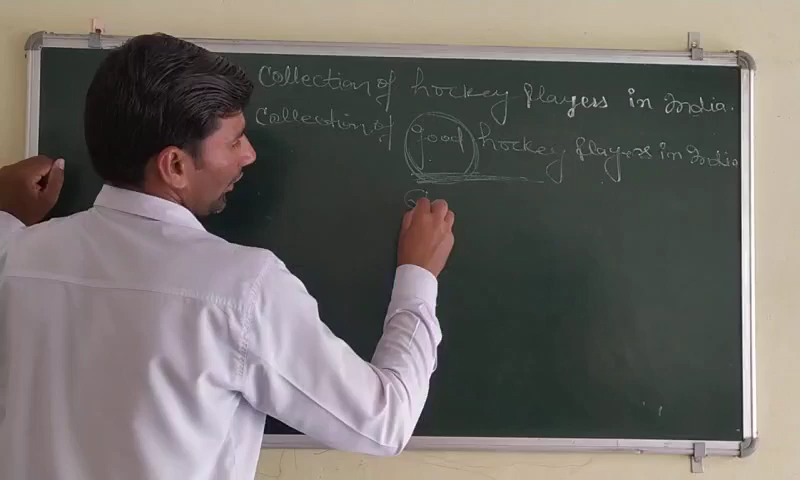 Collection of hockey players in India.
Collection of good hockey players in India